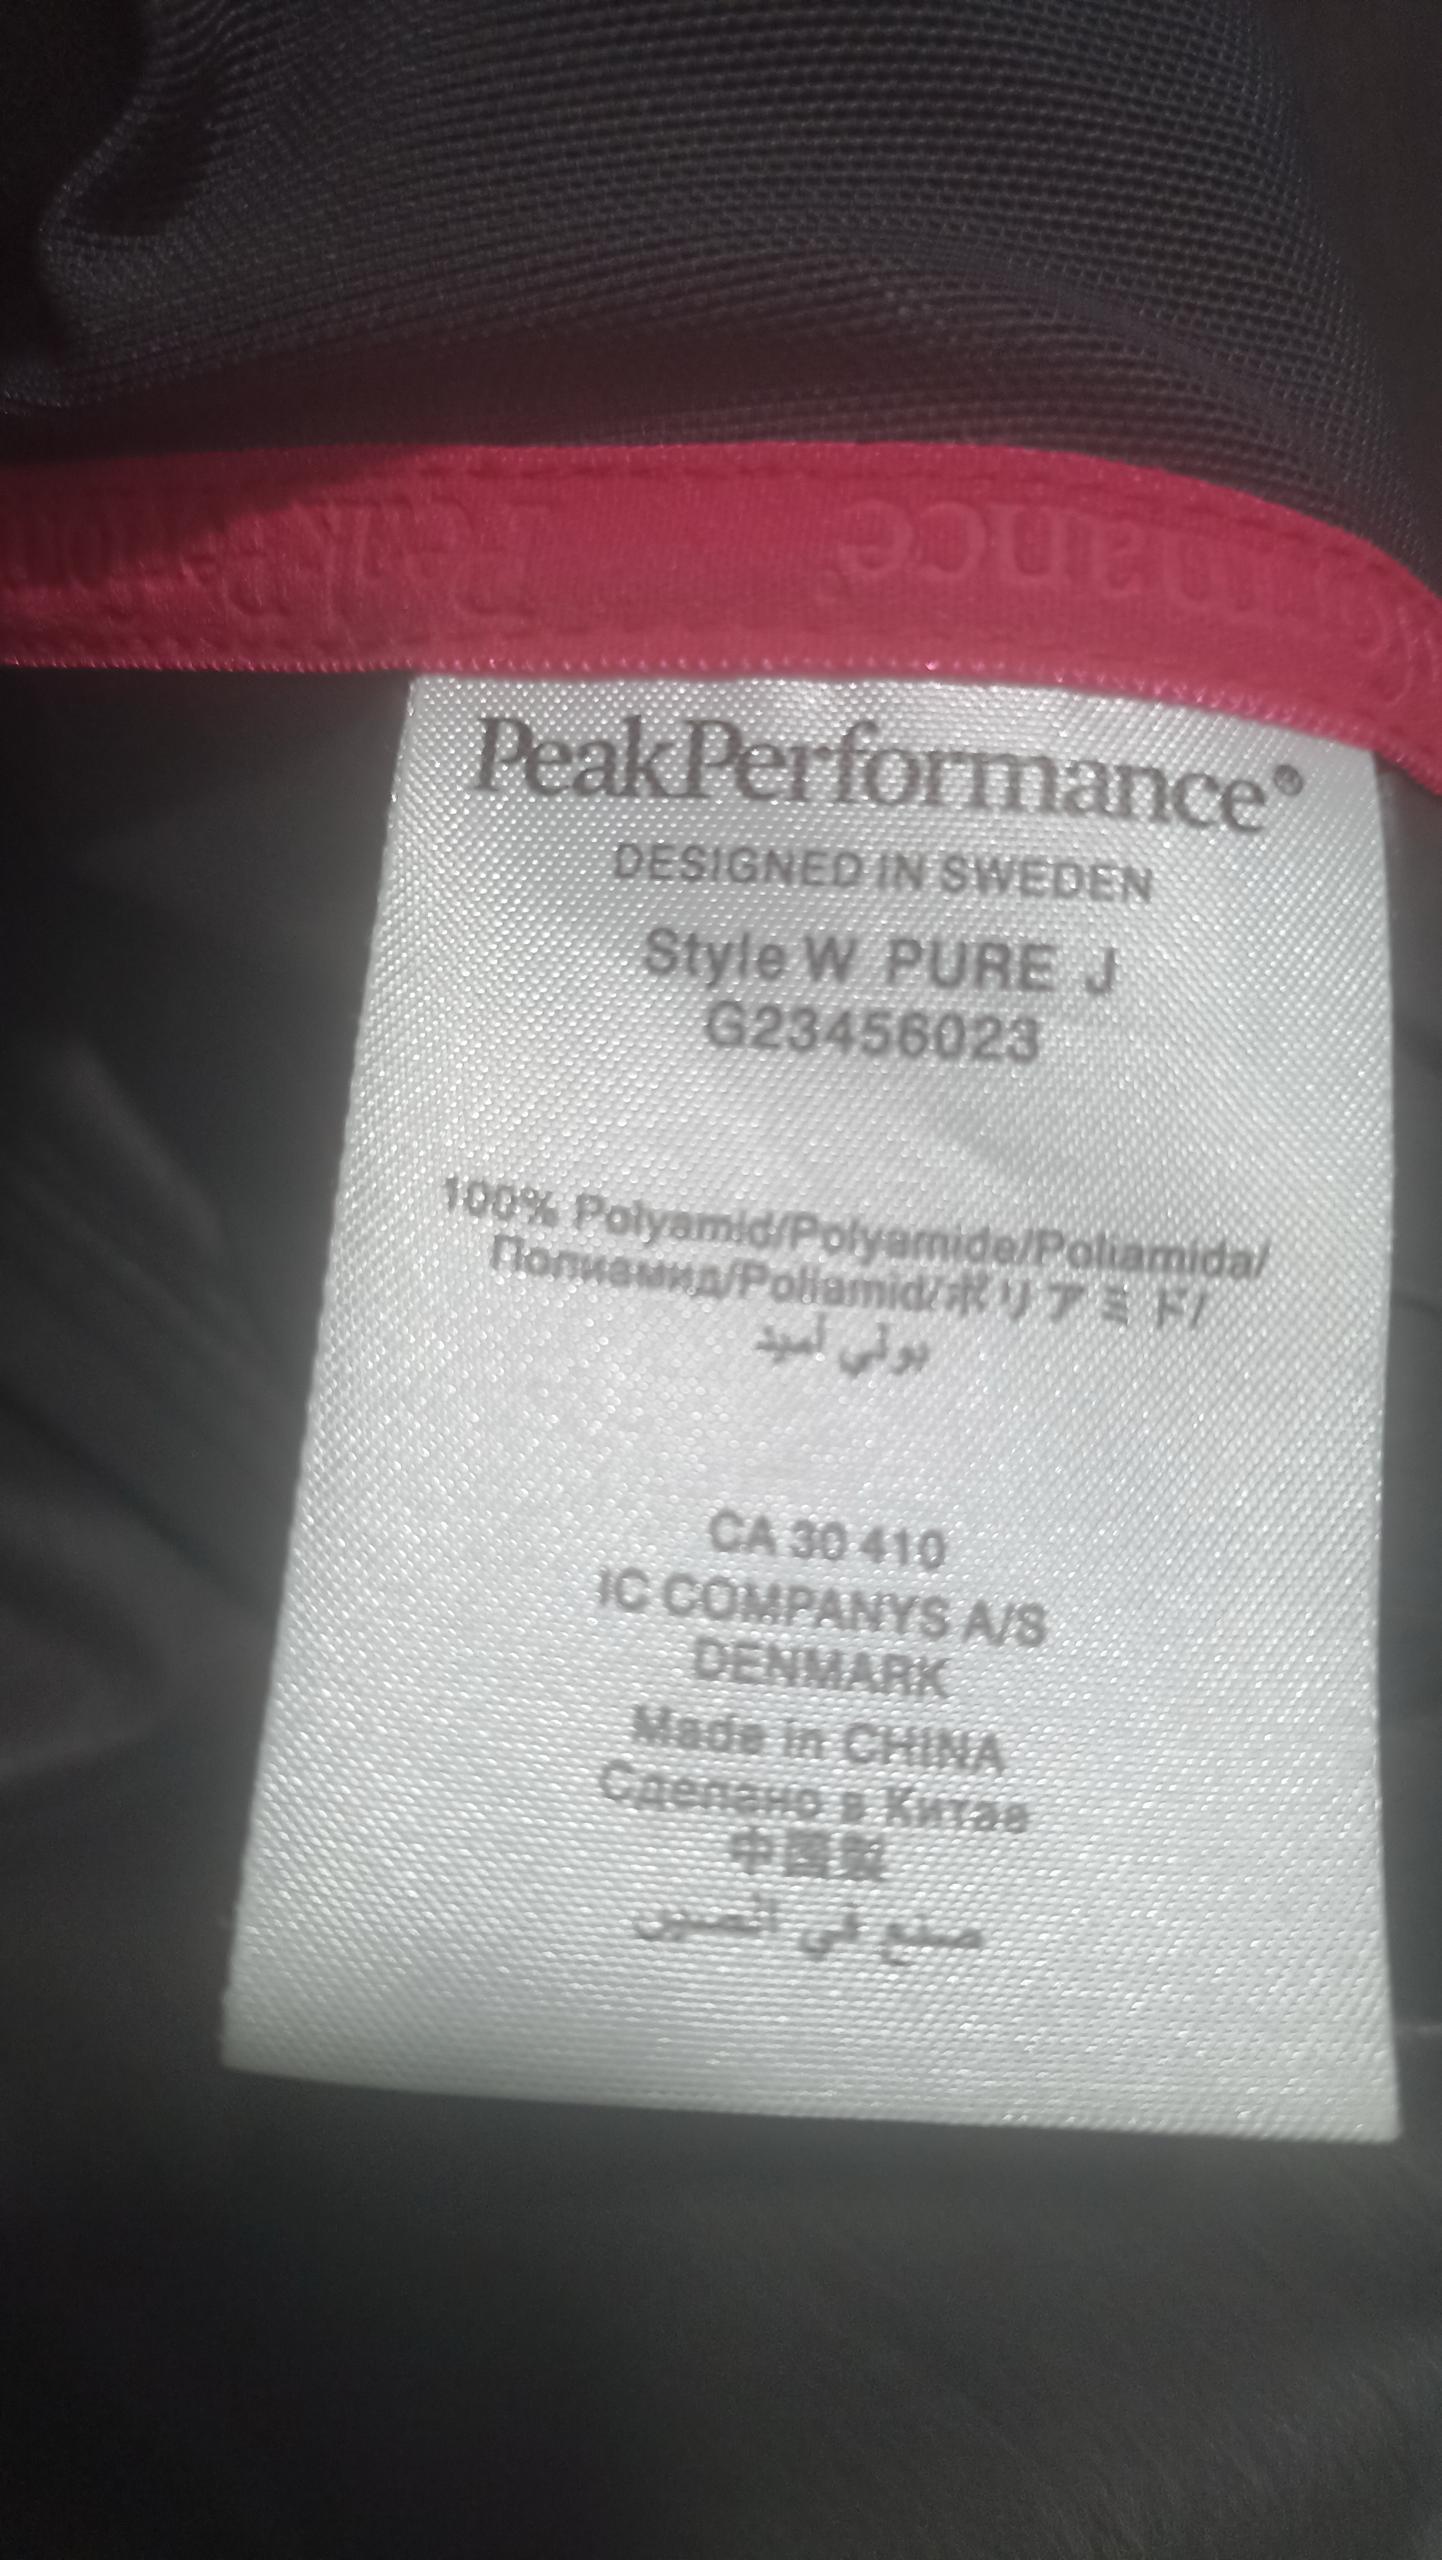 PeakPerformance®
DESIGNED IN SWEDEN
Style W PURE J
G23456023
100% Polyamid/Polyamide/Poliamida/
Полиамид/Poliamid/ポリアミド/
بولي أميد
CA 30 410
IC COMPANYS A/S
DENMARK
Made in CHINA
Сделано в Китае
中国製
صنع في الصين